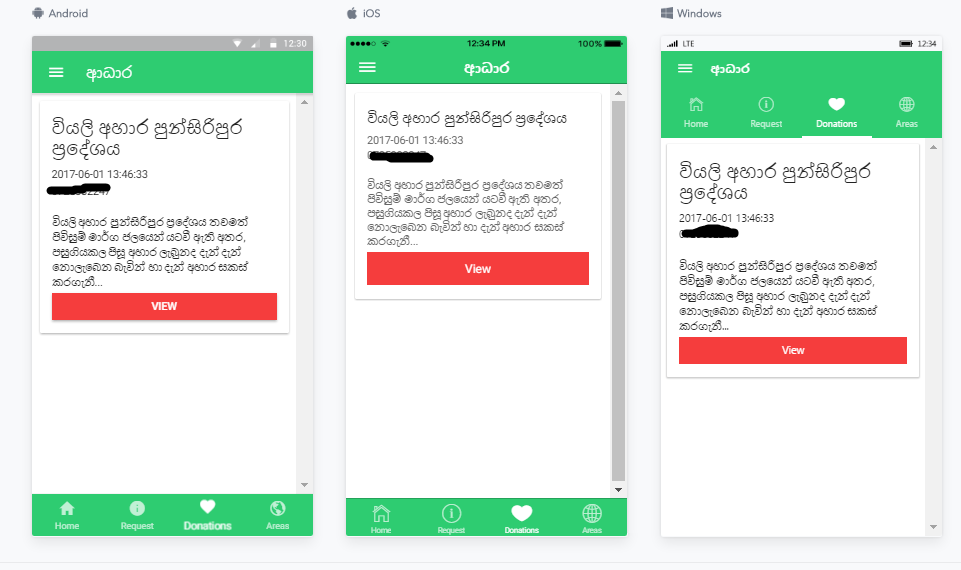 Android
12:30
ආධාර
වියලි අහාර පුන්සිරිපුර
ප්‍රදේශය
2017-06-01 13:46:33
වියලි අහාර පුන්සිරිපුර ප්‍රදේශය තවමත්
පිවිසුම් මාර්ග ජලයෙන් යටවී ඇති අතර,
පසුගියකල පිසූ අහාර ලැබුනද දැන් දැන්
නොලැබෙන බැවින් හා දැන් අහාර සකස්
කරගැනී...
VIEW
Home Request Donations Areas
iOS
12:34 PM 100%
ආධාර
වියලි අහාර පුන්සිරිපුර ප්‍රදේශය
2017-06-01 13:46:33
වියලි අහාර පුන්සිරිපුර ප්‍රදේශය තවමත්
පිවිසුම් මාර්ග ජලයෙන් යටවී ඇති අතර,
පසුගියකල පිසූ අහාර ලැබුනද දැන් දැන්
නොලැබෙන බැවින් හා දැන් අහාර සකස්
කරගැනී...
View
Home Request Donations Areas
Windows
LTE 12:34
ආධාර
Home Request Donations Areas
වියලි අහාර පුන්සිරිපුර
ප්‍රදේශය
2017-06-01 13:46:33
වියලි අහාර පුන්සිරිපුර ප්‍රදේශය තවමත්
පිවිසුම් මාර්ග ජලයෙන් යටවී ඇති අතර,
පසුගියකල පිසූ අහාර ලැබුනද දැන් දැන්
නොලැබෙන බැවින් හා දැන් අහාර සකස්
කරගැනී...
View